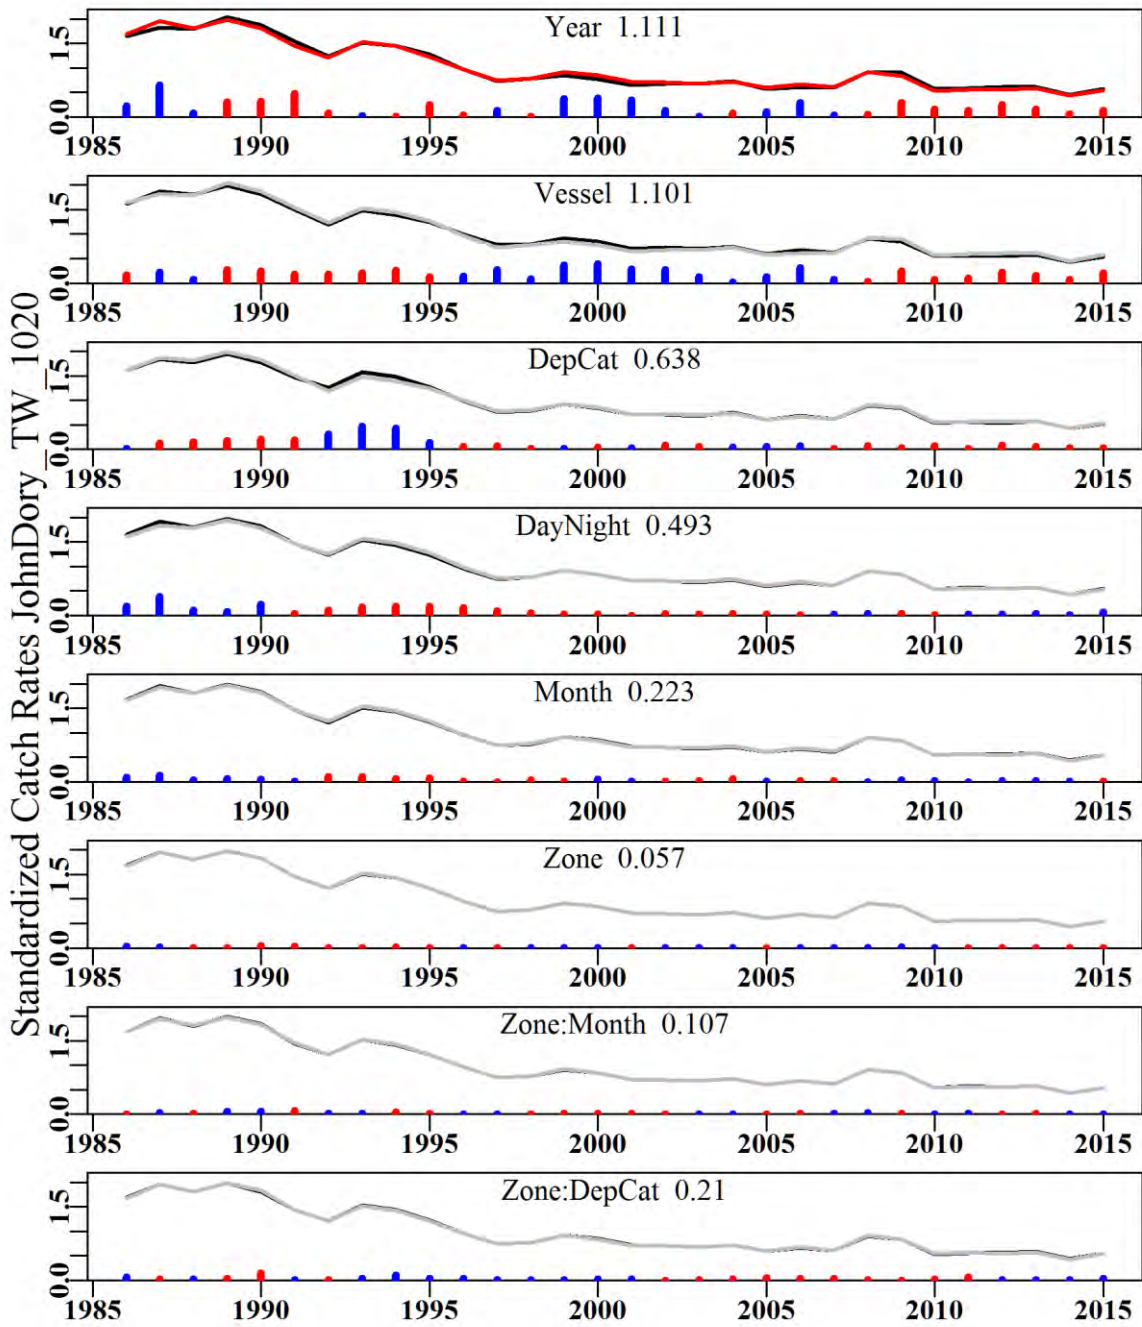 Standardized Catch Rates JohnDory_TW_1020
Year 1.111
0.0 1.5
1985 1990 1995 2000 2005 2010 2015
Vessel 1.101
0.0 1.5
1985 1990 1995 2000 2005 2010 2015
DepCat 0.638
0.0 1.5
1985 1990 1995 2000 2005 2010 2015
DayNight 0.493
0.0 1.5
1985 1990 1995 2000 2005 2010 2015
Month 0.223
0.0 1.5
1985 1990 1995 2000 2005 2010 2015
Zone 0.057
0.0 1.5
1985 1990 1995 2000 2005 2010 2015
Zone:Month 0.107
0.0 1.5
1985 1990 1995 2000 2005 2010 2015
Zone:DepCat 0.21
0.0 1.5
1985 1990 1995 2000 2005 2010 2015